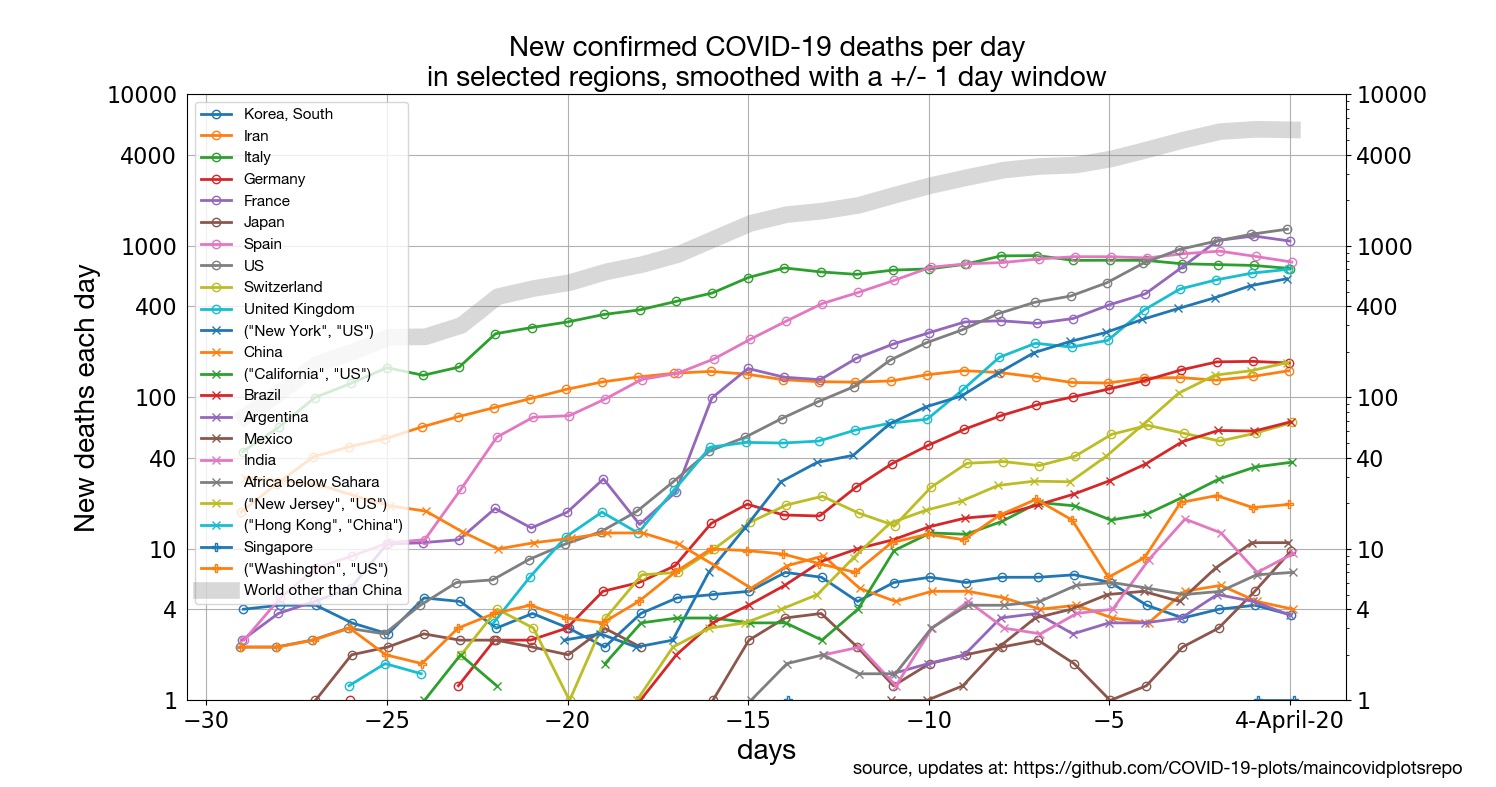 New confirmed COVID-19 deaths per day
in selected regions, smoothed with a +/- 1 day window
10000
4000
1000
400
100
40
10
4
1
New deaths each day
Korea, South
Iran
Italy
Germany
France
Japan
Spain
US
Switzerland
United Kingdom
("New York", "US")
China
("California", "US")
Brazil
Argentina
Mexico
India
Africa below Sahara
("New Jersey", "US")
("Hong Kong", "China")
Singapore
("Washington", "US")
World other than China
10000
4000
1000
400
100
40
10
4
1
−30 −25 −20 −15 −10 −5 4-April-20
days
source, updates at: https://github.com/COVID-19-plots/maincovidplotsrepo